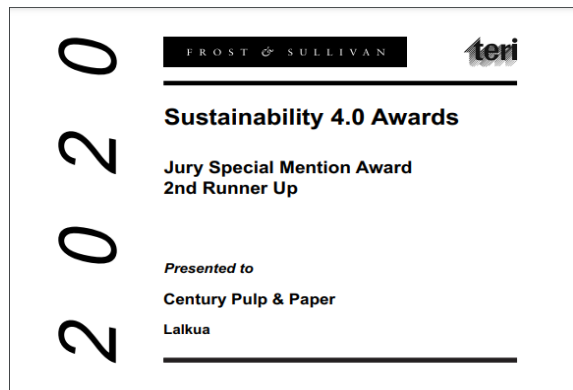 2020
FROST & SULLIVAN
teri
Sustainability 4.0 Awards
Jury Special Mention Award
2nd Runner Up
Presented to
Century Pulp & Paper
Lalkua